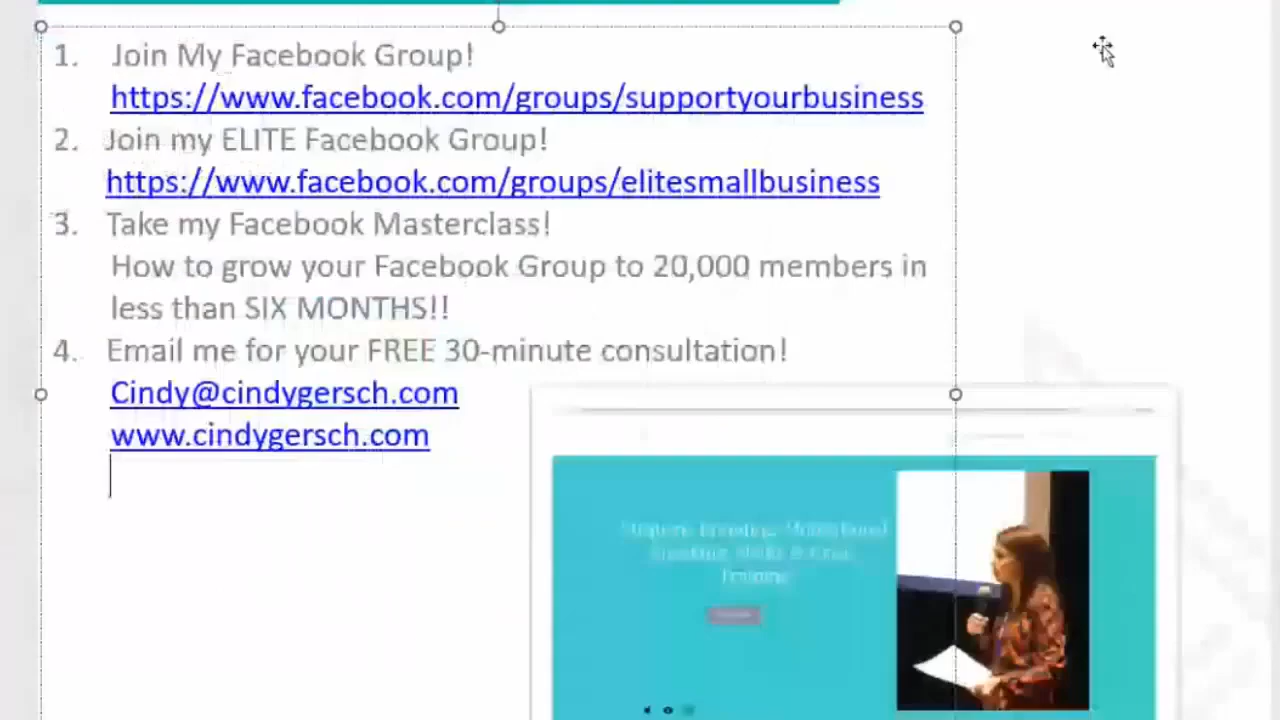 1. Join My Facebook Group!
https://www.facebook.com/groups/supportyourbusiness
2. Join my ELITE Facebook Group!
https://www.facebook.com/groups/elitesmallbusiness
3. Take my Facebook Masterclass!
How to grow your Facebook Group to 20,000 members in
less than SIX MONTHS!!
4. Email me for your FREE 30-minute consultation!
Cindy@cindygersch.com
www.cindygersch.com
Training